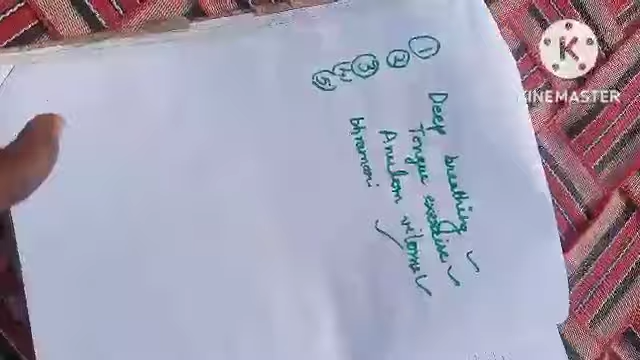 ① Deep breathing ✓
② Tongue exercise ✓
③ Anulom vilom ✓
④ bhramari ✓
⑤
KINEMASTER